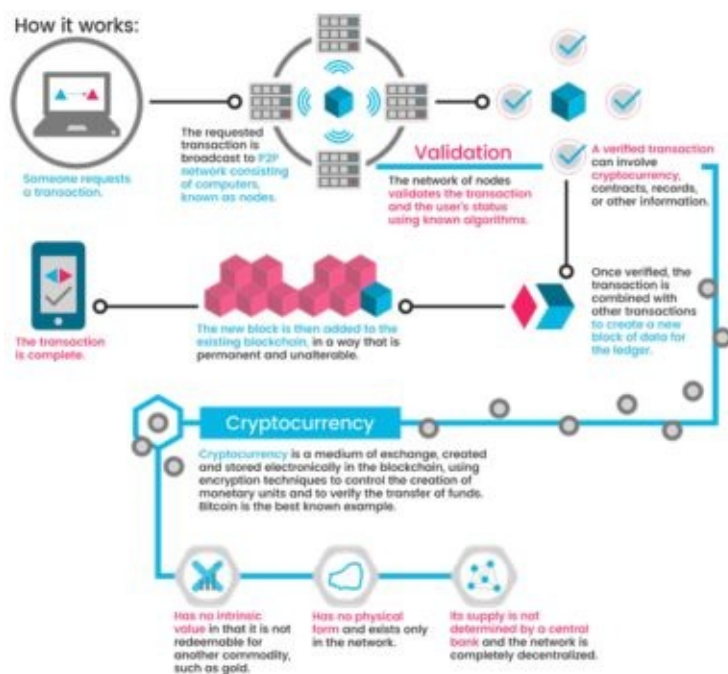 How it works:
Someone requests
a transaction.
The requested
transaction is
broadcast to P2P
network consisting
of computers,
known as nodes.
Validation
The network of nodes
validates the transaction
and the user's status
using known algorithms.
A verified transaction
can involve
cryptocurrency,
contracts, records,
or other information.
Once verified, the
transaction is
combined with
other transactions
to create a new
block of data for
the ledger.
The new block is then added to the
existing blockchain, in a way that is
permanent and unalterable.
The transaction
is complete.
Cryptocurrency
Cryptocurrency is a medium of exchange, created
and stored electronically in the blockchain, using
encryption techniques to control the creation of
monetary units and to verify the transfer of funds.
Bitcoin is the best known example.
Has no intrinsic
value in that it is not
redeemable for
another commodity,
such as gold.
Has no physical
form and exists only
in the network.
Its supply is not
determined by a central
bank and the network is
completely decentralized.